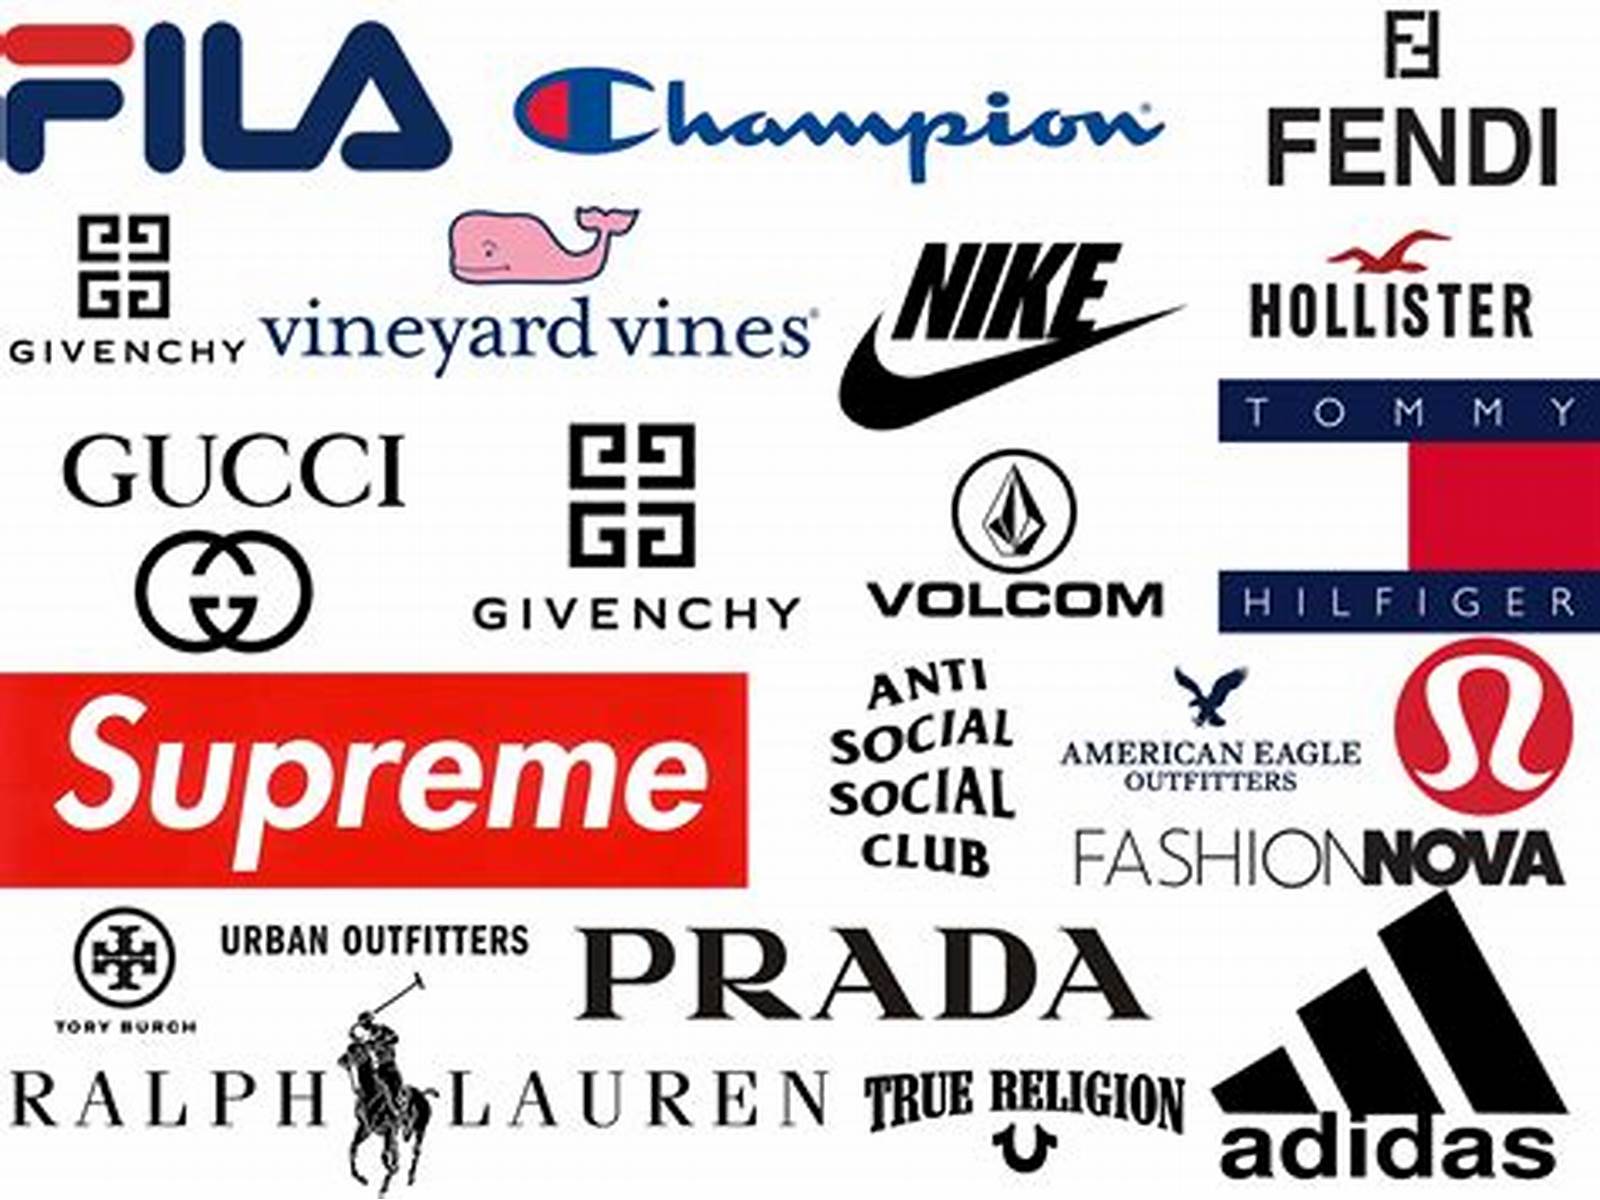 FILA
Champion®
FENDI
GIVENCHY
vineyard vines®
NIKE
HOLLISTER
TOMMY
HILFIGER
GUCCI
GIVENCHY
VOLCOM
Supreme
ANTI
SOCIAL
SOCIAL
CLUB
AMERICAN EAGLE
OUTFITTERS
FASHIONNOVA
TORY BURCH
URBAN OUTFITTERS
PRADA
RALPH LAUREN
TRUE RELIGION
adidas